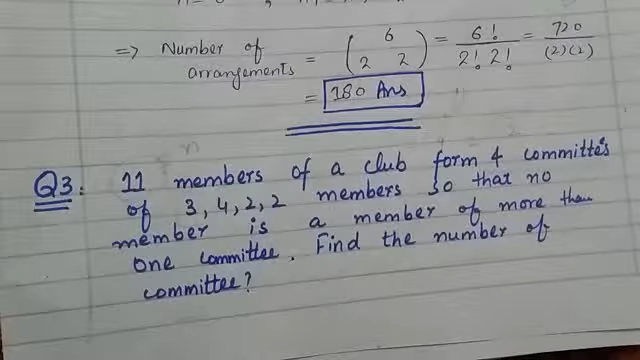 => Number of arrangements = ( 6 2 2 ) = 6! / 2! 2! = 720 / (2)(2)
= 180 Ans
Q3. 11 members of a club form 4 committe's
of 3, 4, 2, 2 members so that no
member is a member of more than
one committee. Find the number of
committee?